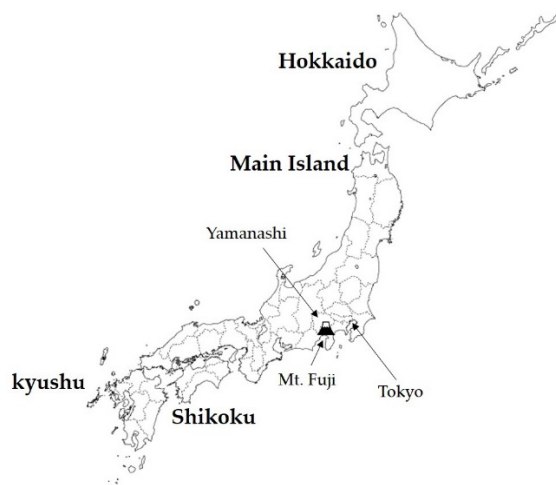 Hokkaido
Main Island
Yamanashi
Mt. Fuji
Tokyo
kyushu
Shikoku